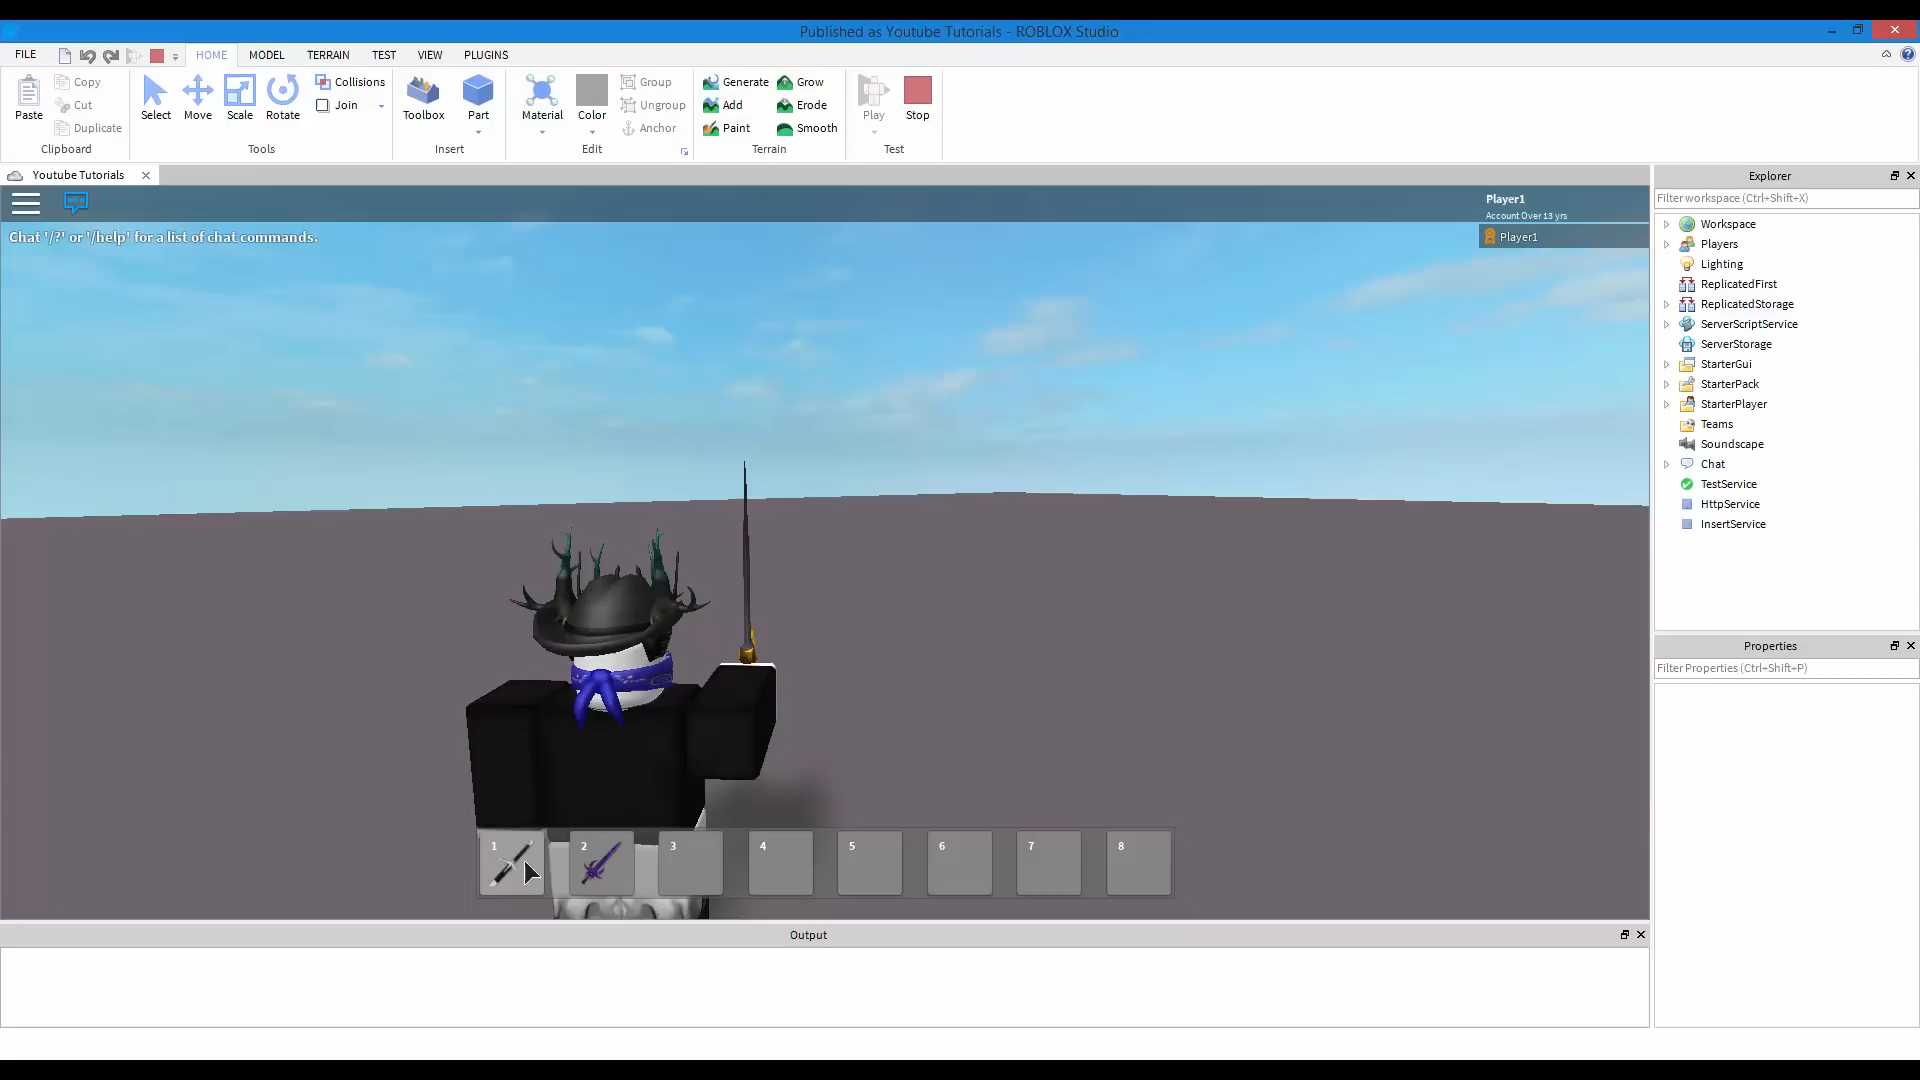 Published as Youtube Tutorials - ROBLOX Studio
FILE
HOME
MODEL
TERRAIN
TEST
VIEW
PLUGINS
Paste
Copy
Cut
Duplicate
Clipboard
Select
Move
Scale
Rotate
Collisions
Join
Tools
Toolbox
Part
Insert
Material
Color
Group
Ungroup
Anchor
Edit
Generate
Add
Paint
Grow
Erode
Smooth
Terrain
Play
Stop
Test
Youtube Tutorials
Player1
Account Over 13 yrs
Player1
Chat '/?' or '/help' for a list of chat commands.
1
2
3
4
5
6
7
8
Output
Explorer
Filter workspace (Ctrl+Shift+X)
Workspace
Players
Lighting
ReplicatedFirst
ReplicatedStorage
ServerScriptService
ServerStorage
StarterGui
StarterPack
StarterPlayer
Teams
Soundscape
Chat
TestService
HttpService
InsertService
Properties
Filter Properties (Ctrl+Shift+P)